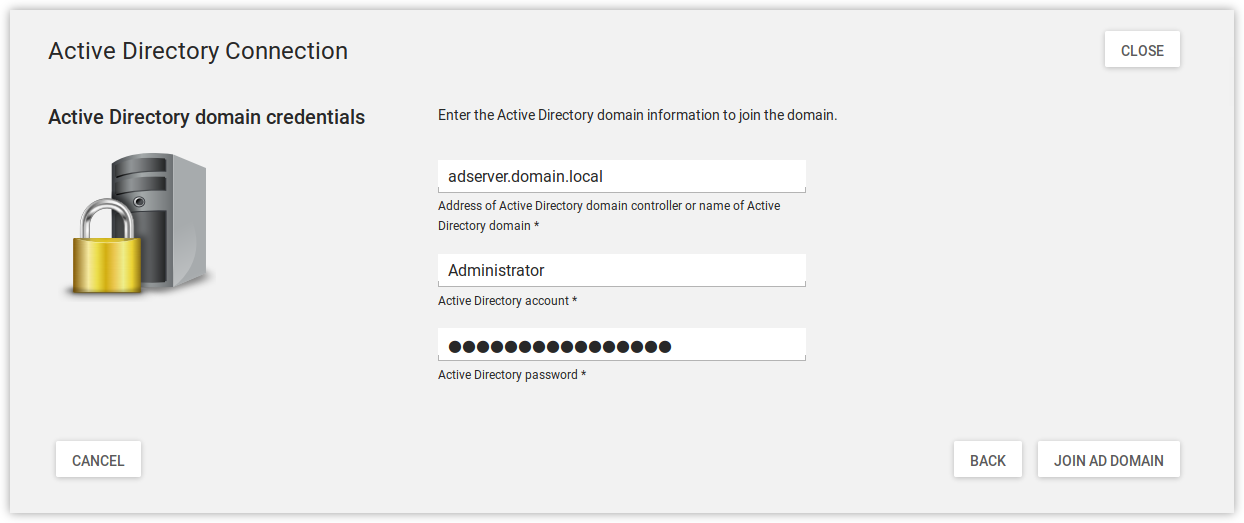 Active Directory Connection
CLOSE
Active Directory domain credentials
Enter the Active Directory domain information to join the domain.
adserver.domain.local
Address of Active Directory domain controller or name of Active
Directory domain *
Administrator
Active Directory account *
●●●●●●●●●●●●●●●●
Active Directory password *
CANCEL
BACK
JOIN AD DOMAIN